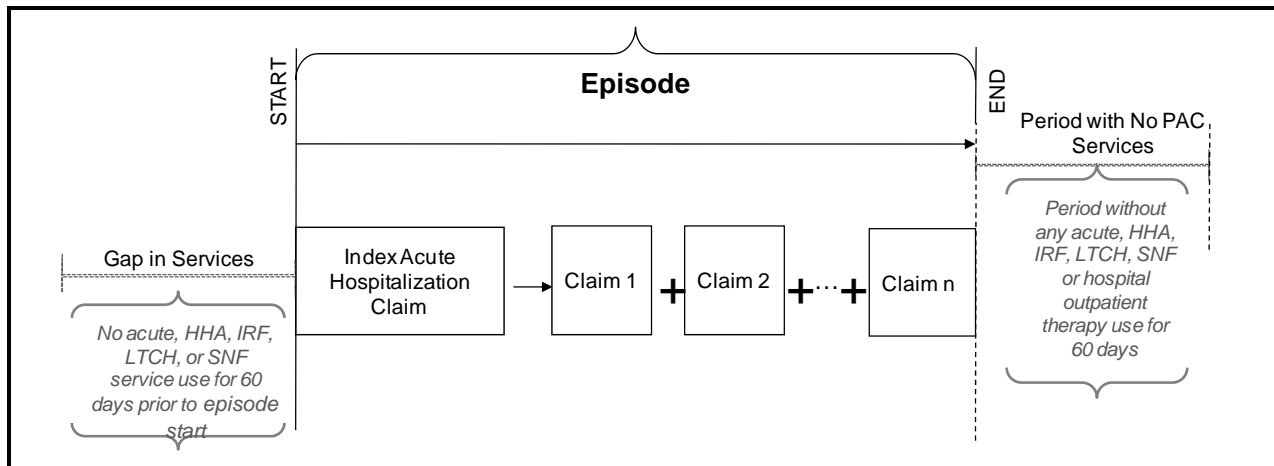 START
Episode
END
Period with No PAC
Services
Gap in Services
No acute, HHA, IRF,
LTCH, or SNF
service use for 60
days prior to episode
start
Index Acute
Hospitalization
Claim
Claim 1
+
Claim 2
+...+
Claim n
Period without
any acute, HHA,
IRF, LTCH, SNF
or hospital
outpatient
therapy use for
60 days